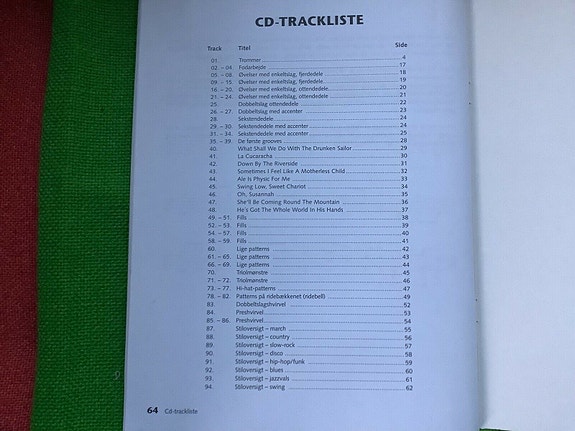 CD-TRACKLISTE
Track Titel Side
01. Trommer 4
02. – 04. Fodarbejde 17
05. – 08. Øvelser med enkeltslag, fjerdedele 18
09. – 15. Øvelser med enkeltslag, fjerdedele 19
16. – 20. Øvelser med enkeltslag, ottendedele 20
21. – 24. Øvelser med enkeltslag, ottendedele 21
25. Dobbeltslag ottendedele 22
26. – 27. Dobbeltslag med accenter 23
28. Sekstendedele 24
29. – 30. Sekstendedele med accenter 24
31. – 34. Sekstendedele med accenter 25
35. – 39. De første grooves 28
40. What Shall We Do With The Drunken Sailor 29
41. La Cucaracha 30
42. Down By The Riverside 31
43. Sometimes I Feel Like A Motherless Child 32
44. Ale Is Physic For Me 33
45. Swing Low, Sweet Chariot 34
46. Oh, Susannah 35
47. She'll Be Coming Round The Mountain 36
48. He's Got The Whole World In His Hands 37
49. – 51. Fills 38
52. – 53. Fills 39
54. – 57. Fills 40
58. – 59. Fills 41
60. Lige patterns 42
61. – 65. Lige patterns 43
66. – 69. Lige patterns 44
70. Triolmønstre 45
71. – 72. Triolmønstre 46
73. – 77. Hi-hat-patterns 47
78. – 82. Patterns på ridebækkenet (ridebell) 49
83. Dobbeltslagshvirvel 52
84. Preshvirvel 53
85. – 86. Preshvirvel 54
87. Stiloversigt – march 55
88. Stiloversigt – country 56
89. Stiloversigt – slow-rock 57
90. Stiloversigt – disco 58
91. Stiloversigt – hip-hop/funk 59
92. Stiloversigt – blues 60
93. Stiloversigt – jazzvals 61
94. Stiloversigt – swing 62
64 Cd-trackliste